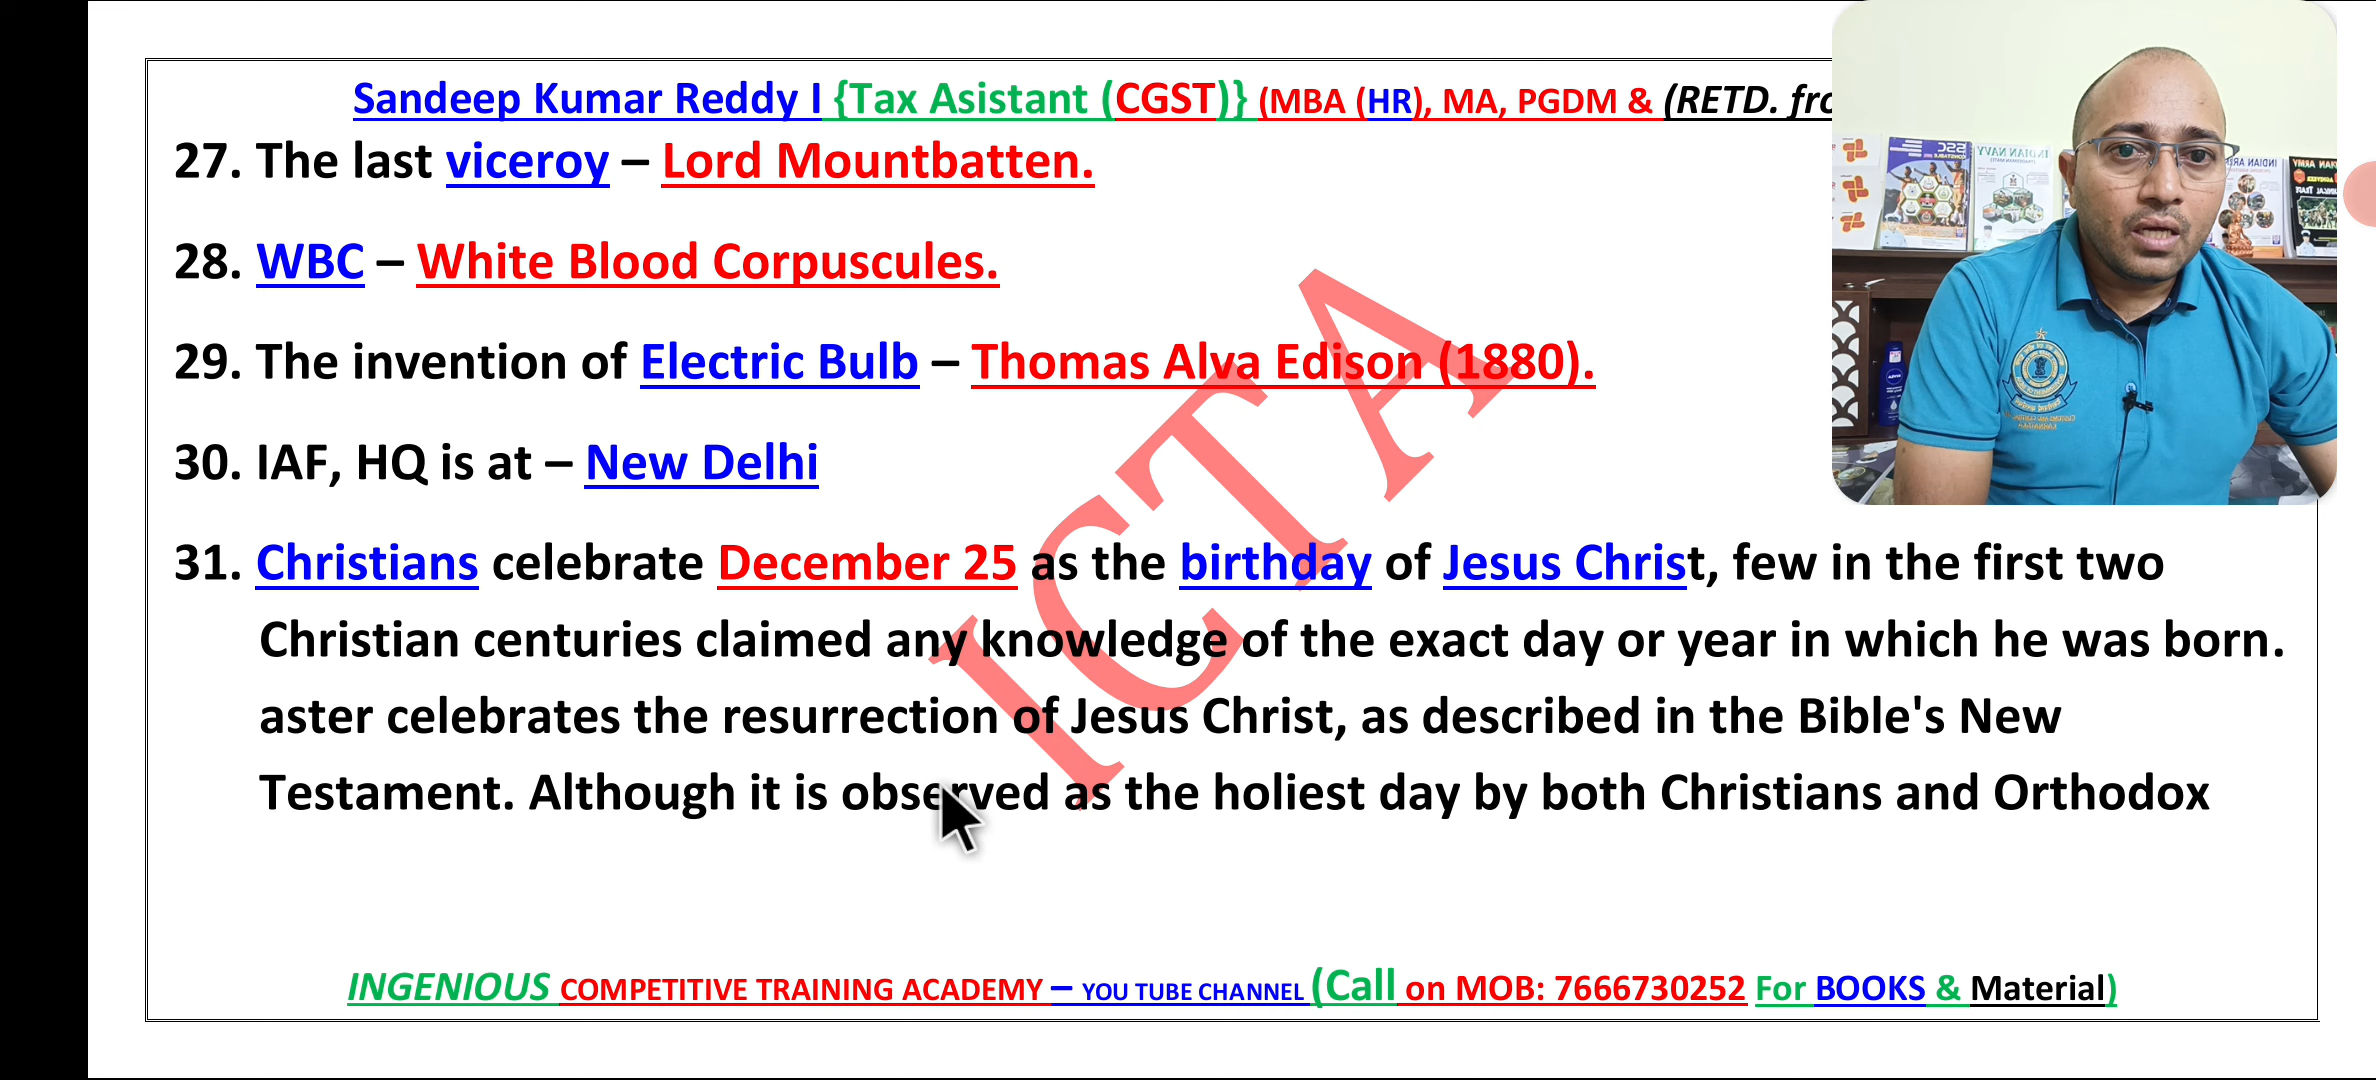 Sandeep Kumar Reddy I {Tax Asistant (CGST)} (MBA (HR), MA, PGDM & (RETD. fro
27. The last viceroy – Lord Mountbatten.
28. WBC – White Blood Corpuscules.
29. The invention of Electric Bulb – Thomas Alva Edison (1880).
30. IAF, HQ is at – New Delhi
31. Christians celebrate December 25 as the birthday of Jesus Christ, few in the first two
Christian centuries claimed any knowledge of the exact day or year in which he was born.
aster celebrates the resurrection of Jesus Christ, as described in the Bible's New
Testament. Although it is observed as the holiest day by both Christians and Orthodox
ICTA
INGENIOUS COMPETITIVE TRAINING ACADEMY – YOU TUBE CHANNEL (Call on MOB: 7666730252 For BOOKS & Material)
SSC
INDIAN NAVY